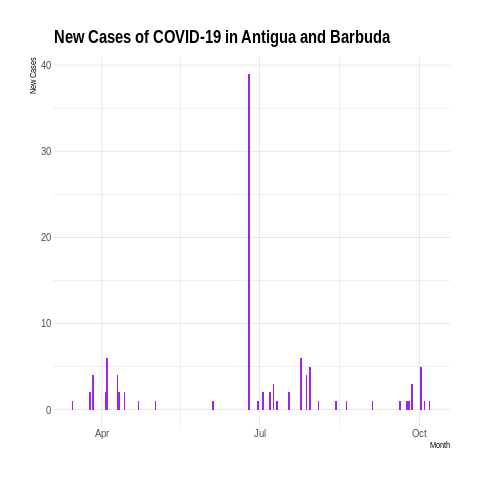 New Cases of COVID-19 in Antigua and Barbuda
New Cases
40
30
20
10
0
Apr
Jul
Oct
Month